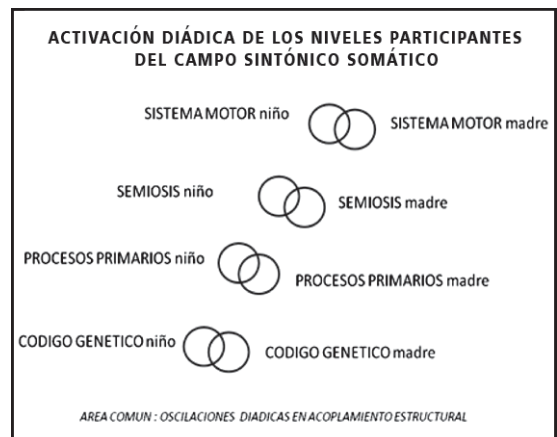 ACTIVACIÓN DIÁDICA DE LOS NIVELES PARTICIPANTES
DEL CAMPO SINTÓNICO SOMÁTICO
SISTEMA MOTOR niño
SISTEMA MOTOR madre
SEMIOSIS niño
SEMIOSIS madre
PROCESOS PRIMARIOS niño
PROCESOS PRIMARIOS madre
CODIGO GENETICO niño
CODIGO GENETICO madre
AREA COMUN : OSCILACIONES DIADICAS EN ACOPLAMIENTO ESTRUCTURAL